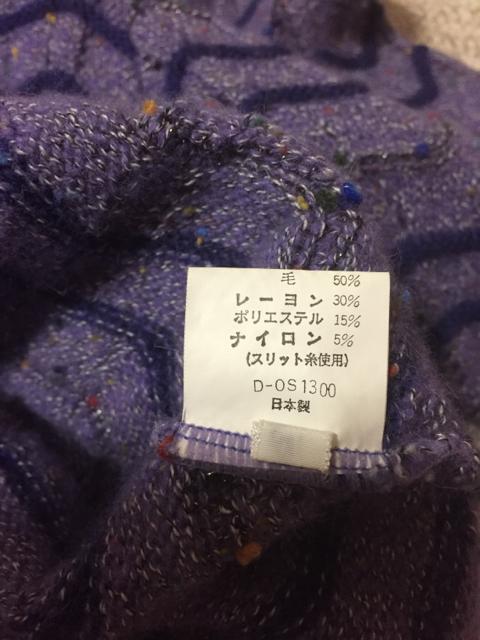 毛 50%
レーヨン 30%
ポリエステル 15%
ナイロン 5%
(スリット糸使用)
D-OS1300
日本製